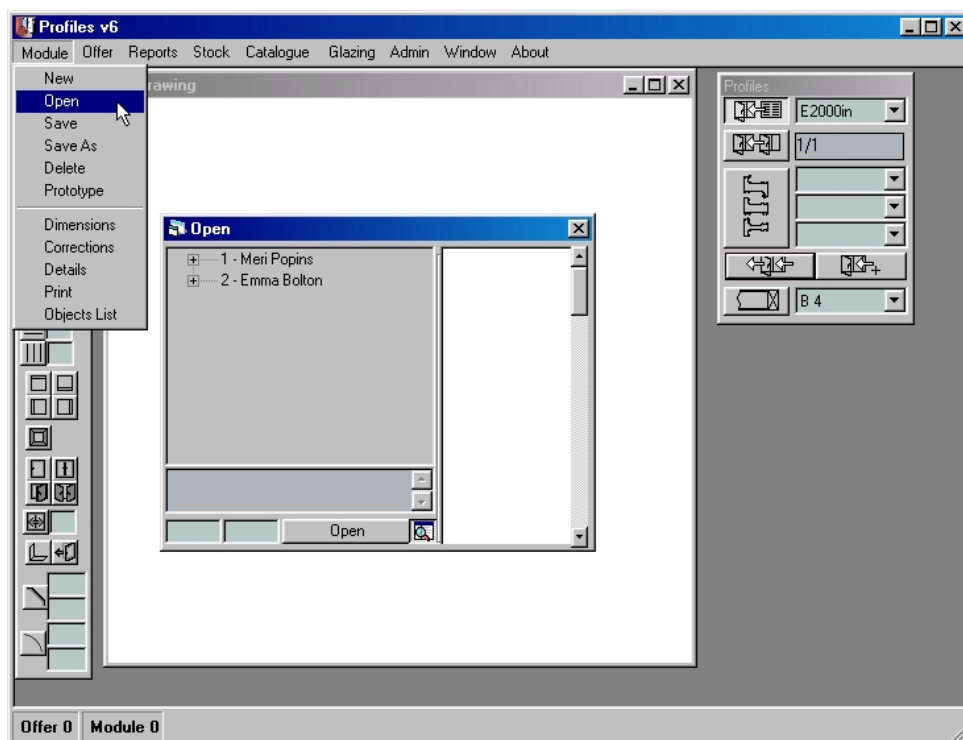 Profiles v6
Module Offer Reports Stock Catalogue Glazing Admin Window About
New
Open
Save
Save As
Delete
Prototype
Dimensions
Corrections
Details
Print
Objects List
rawing
Profiles
E2000in
1/1
B 4
Open
1 - Meri Popins
2 - Emma Bolton
Open
Offer 0 Module 0